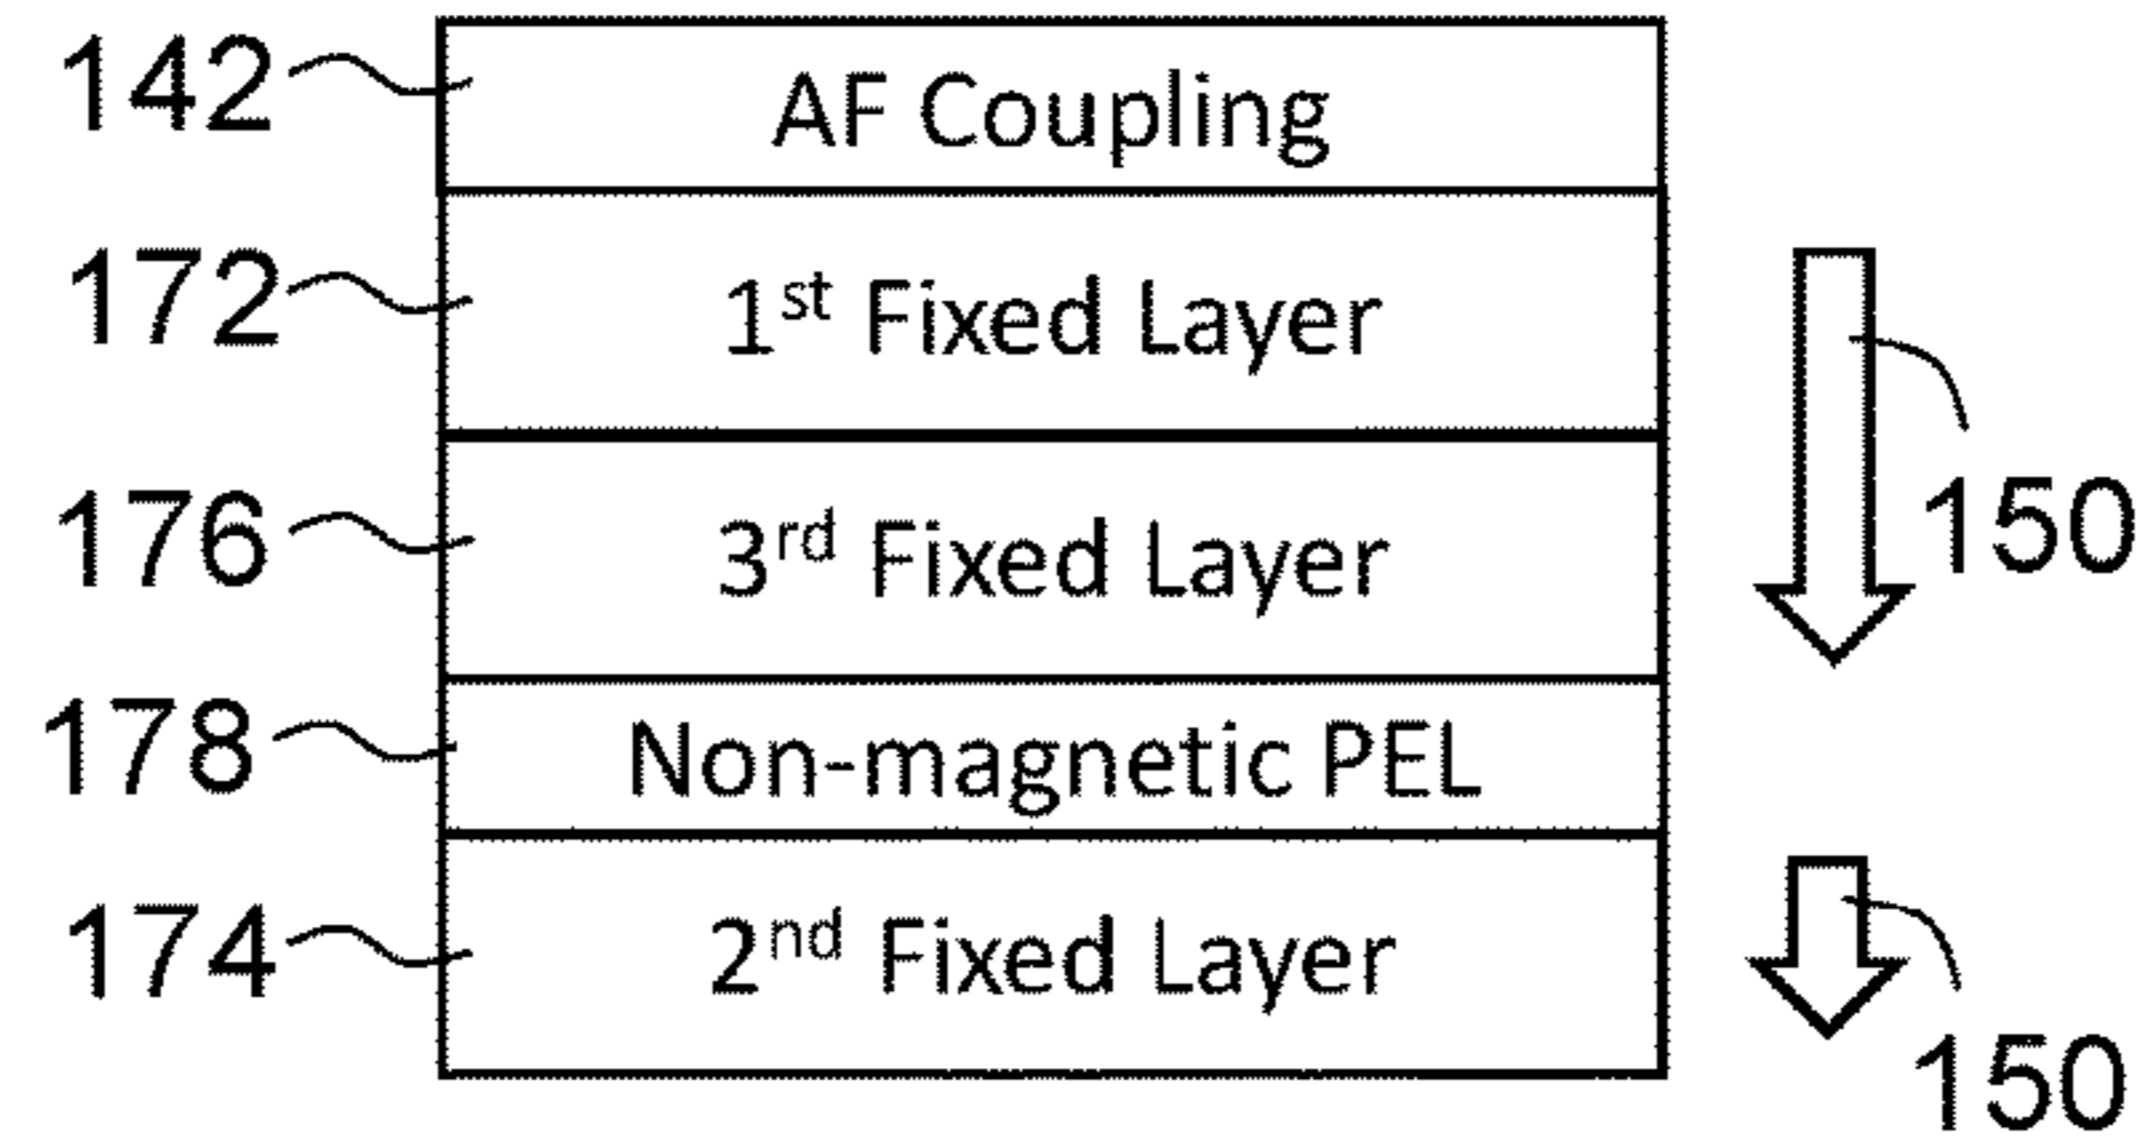 142 AF Coupling
172 1st Fixed Layer
150
176 3rd Fixed Layer
178 Non-magnetic PEL
174 2nd Fixed Layer
150